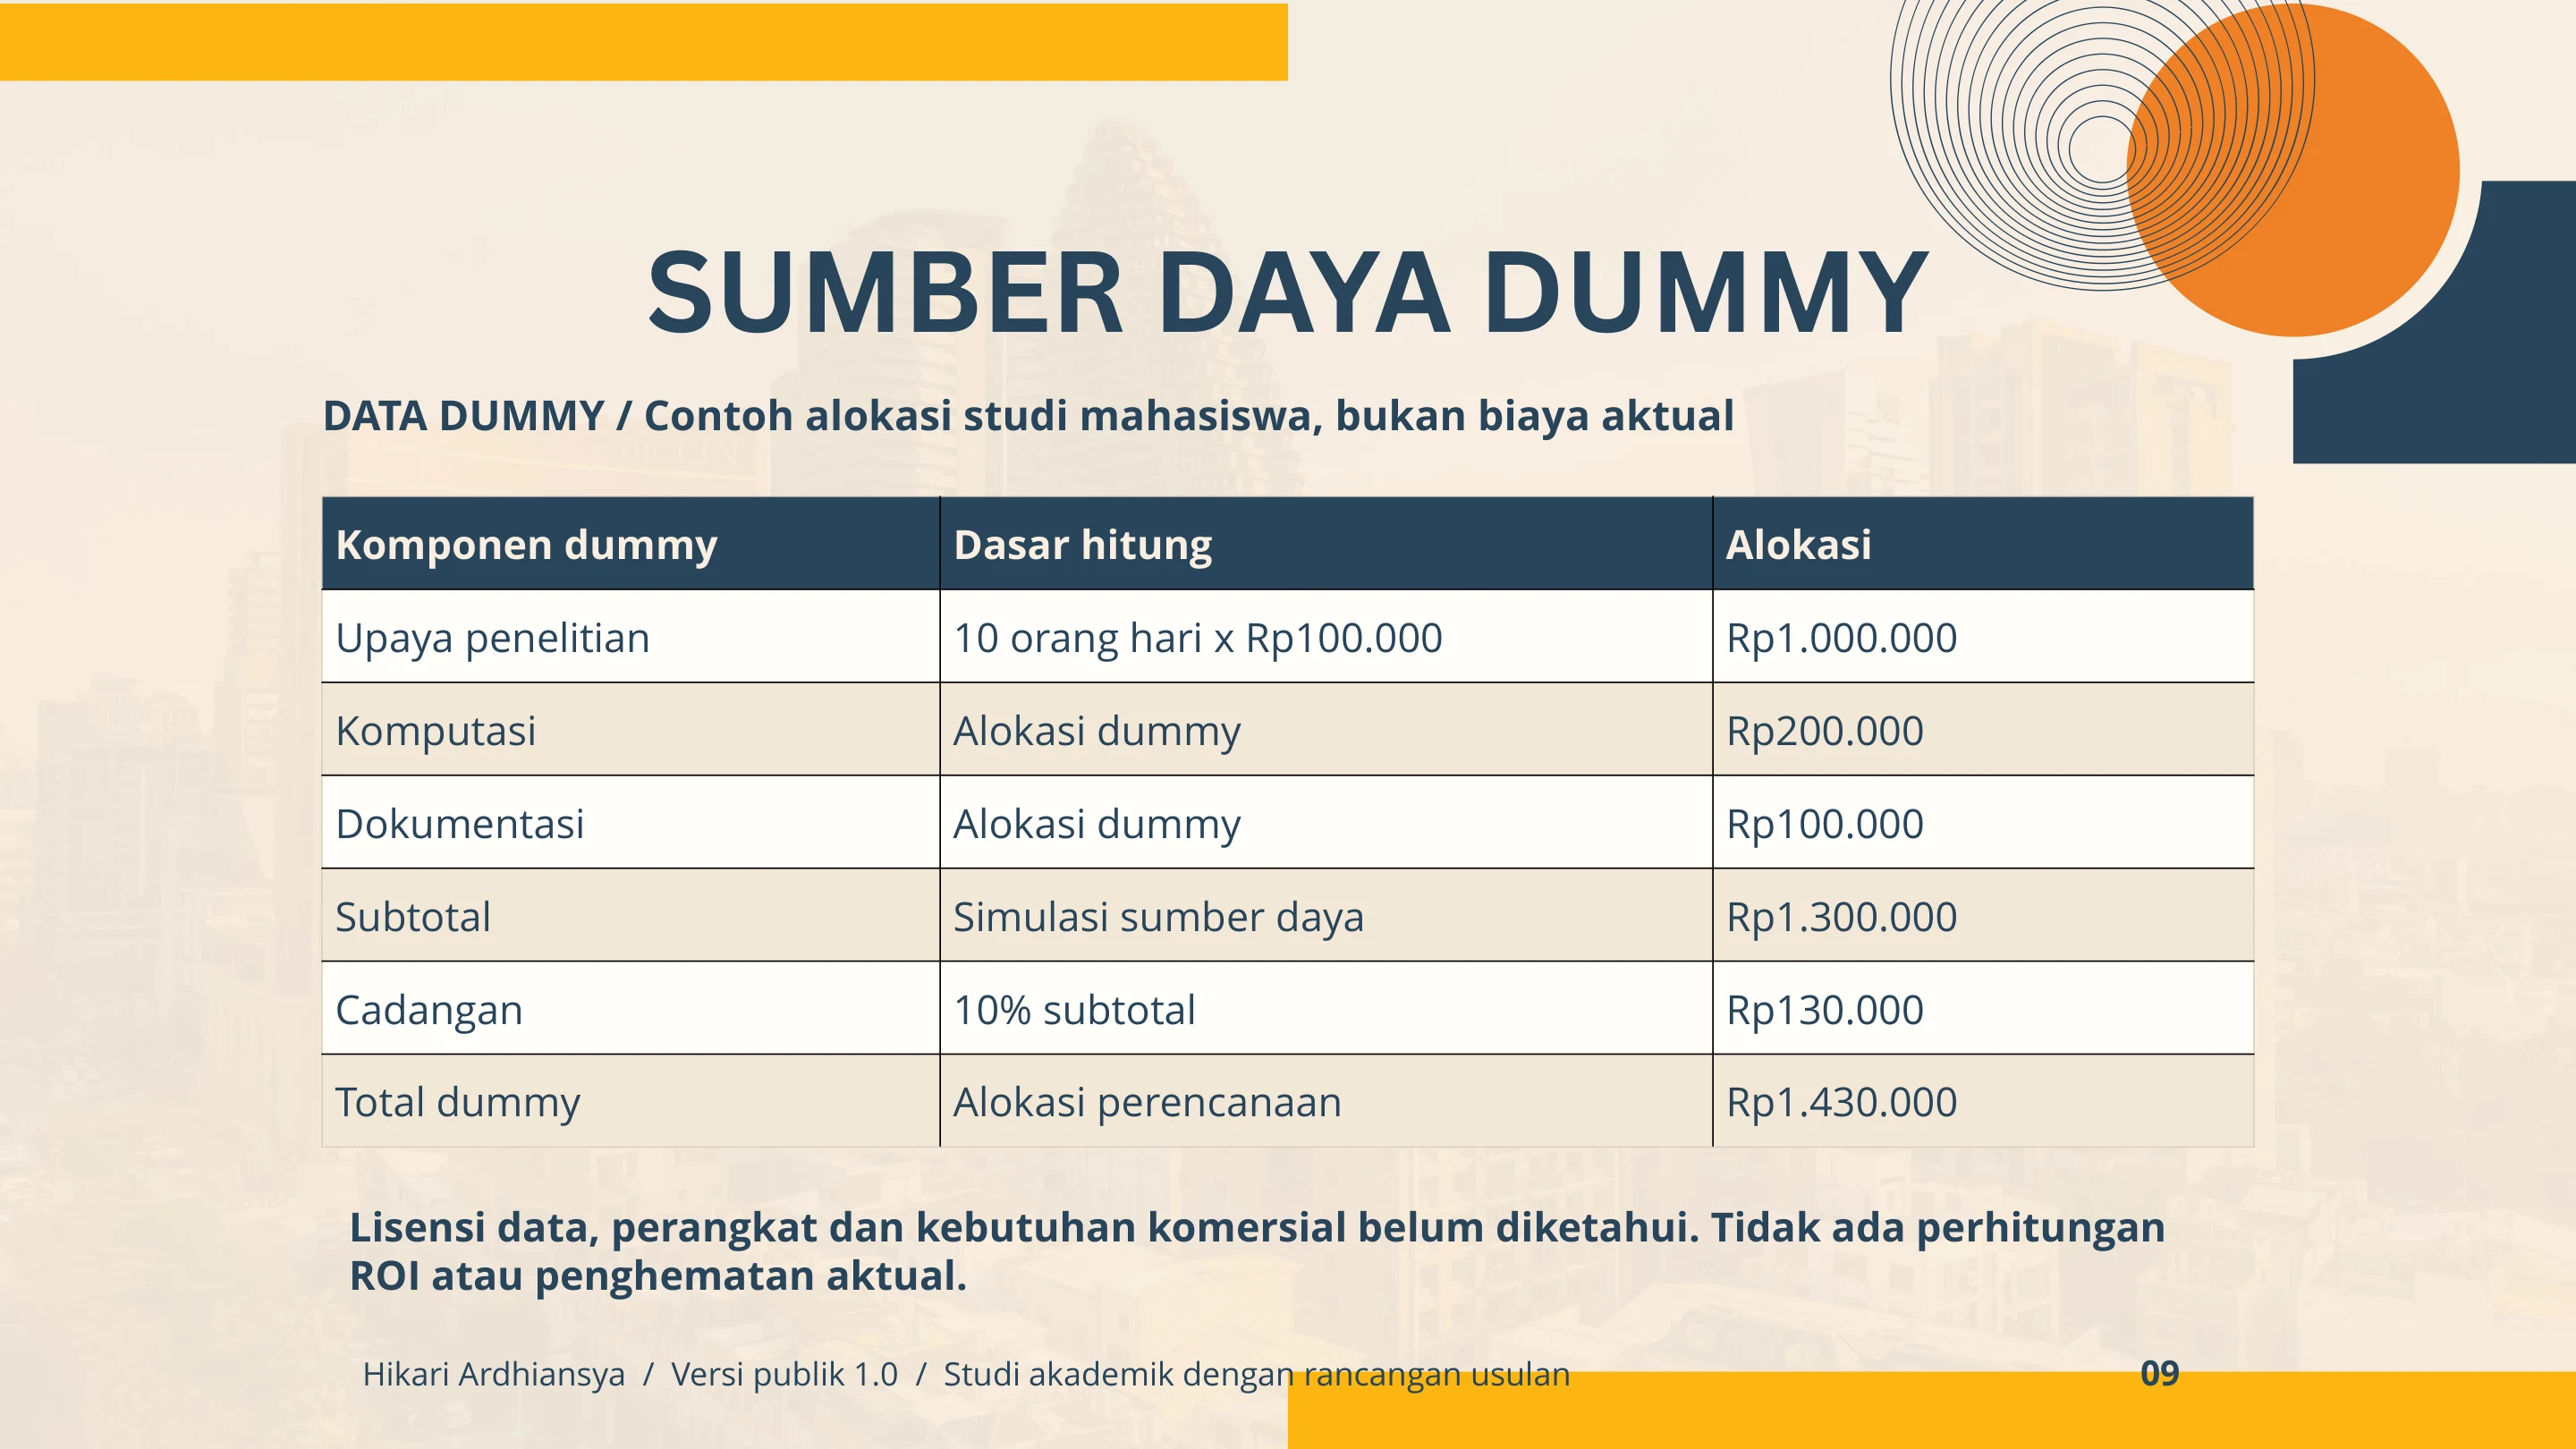 SUMBER DAYA DUMMY
DATA DUMMY / Contoh alokasi studi mahasiswa, bukan biaya aktual
Komponen dummy Dasar hitung Alokasi
Upaya penelitian 10 orang hari x Rp100.000 Rp1.000.000
Komputasi Alokasi dummy Rp200.000
Dokumentasi Alokasi dummy Rp100.000
Subtotal Simulasi sumber daya Rp1.300.000
Cadangan 10% subtotal Rp130.000
Total dummy Alokasi perencanaan Rp1.430.000
Lisensi data, perangkat dan kebutuhan komersial belum diketahui. Tidak ada perhitungan
ROI atau penghematan aktual.
Hikari Ardhiansya / Versi publik 1.0 / Studi akademik dengan rancangan usulan 09